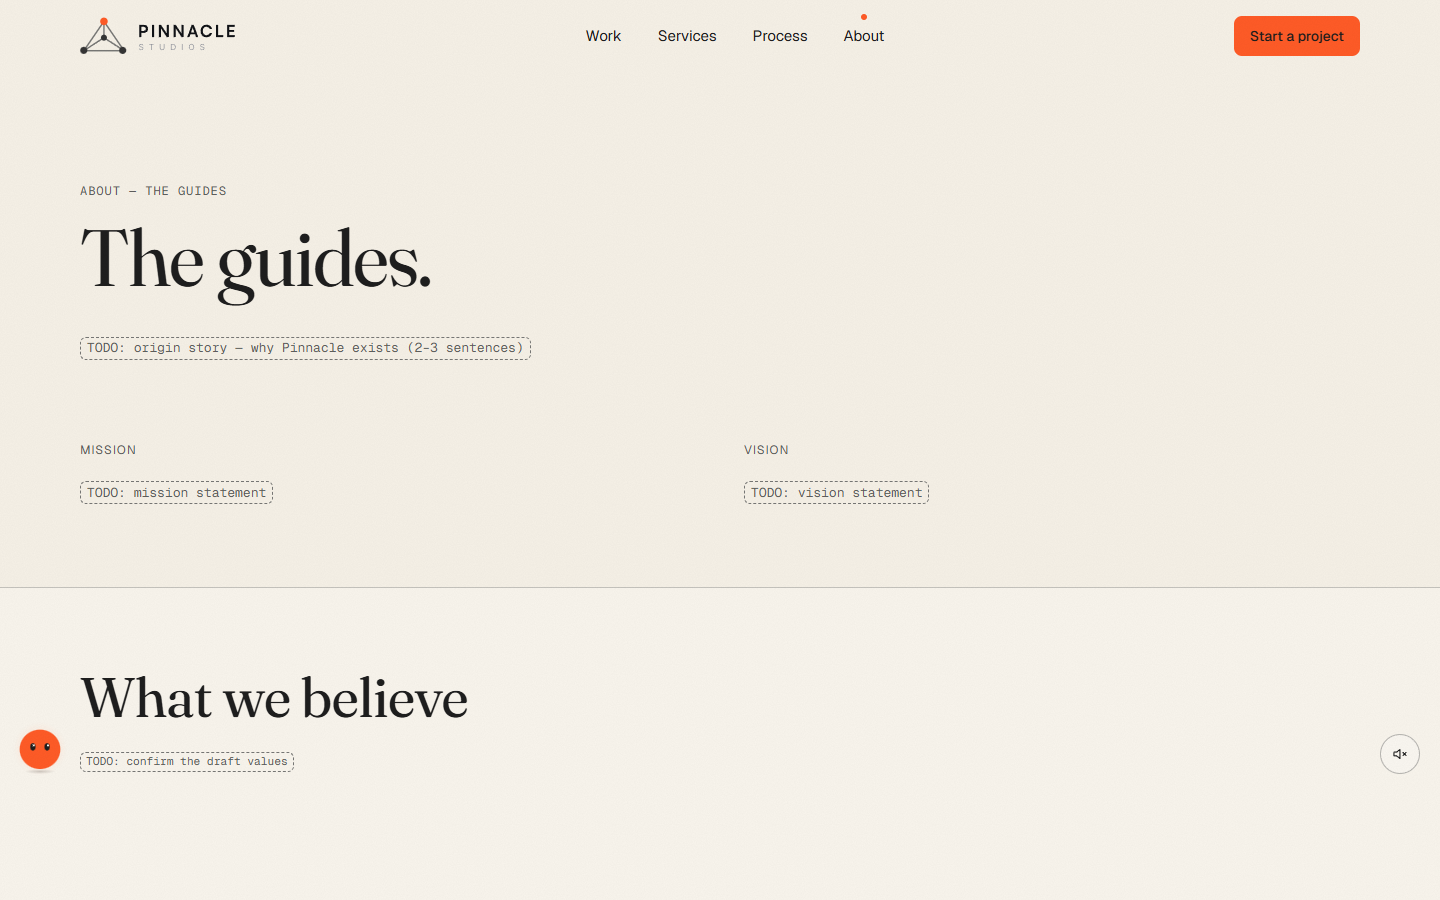 PINNACLE
STUDIOS
Work
Services
Process
About
Start a project
ABOUT — THE GUIDES
The guides.
TODO: origin story — why Pinnacle exists (2–3 sentences)
MISSION
VISION
TODO: mission statement
TODO: vision statement
What we believe
TODO: confirm the draft values